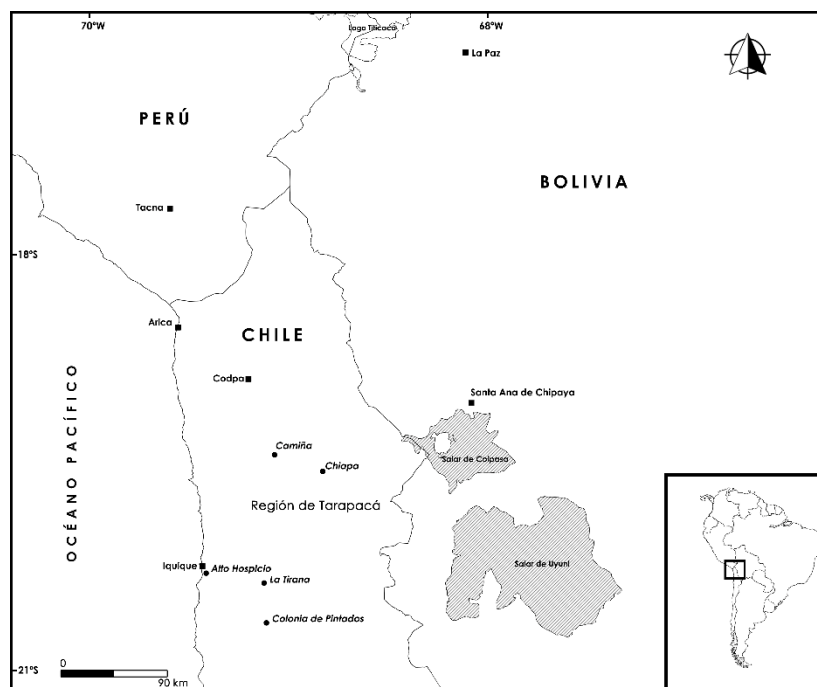 70°W
68°W
Lago Titicaca
La Paz
PERÚ
BOLIVIA
Tacna
18°S
Arica
CHILE
Codpa
Santa Ana de Chipaya
OCÉANO PACÍFICO
Camiña
Chiapa
Salar de Coipasa
Región de Tarapacá
Iquique
Alto Hospicio
Salar de Uyuni
La Tirana
Colonia de Pintados
0
90 km
21°S